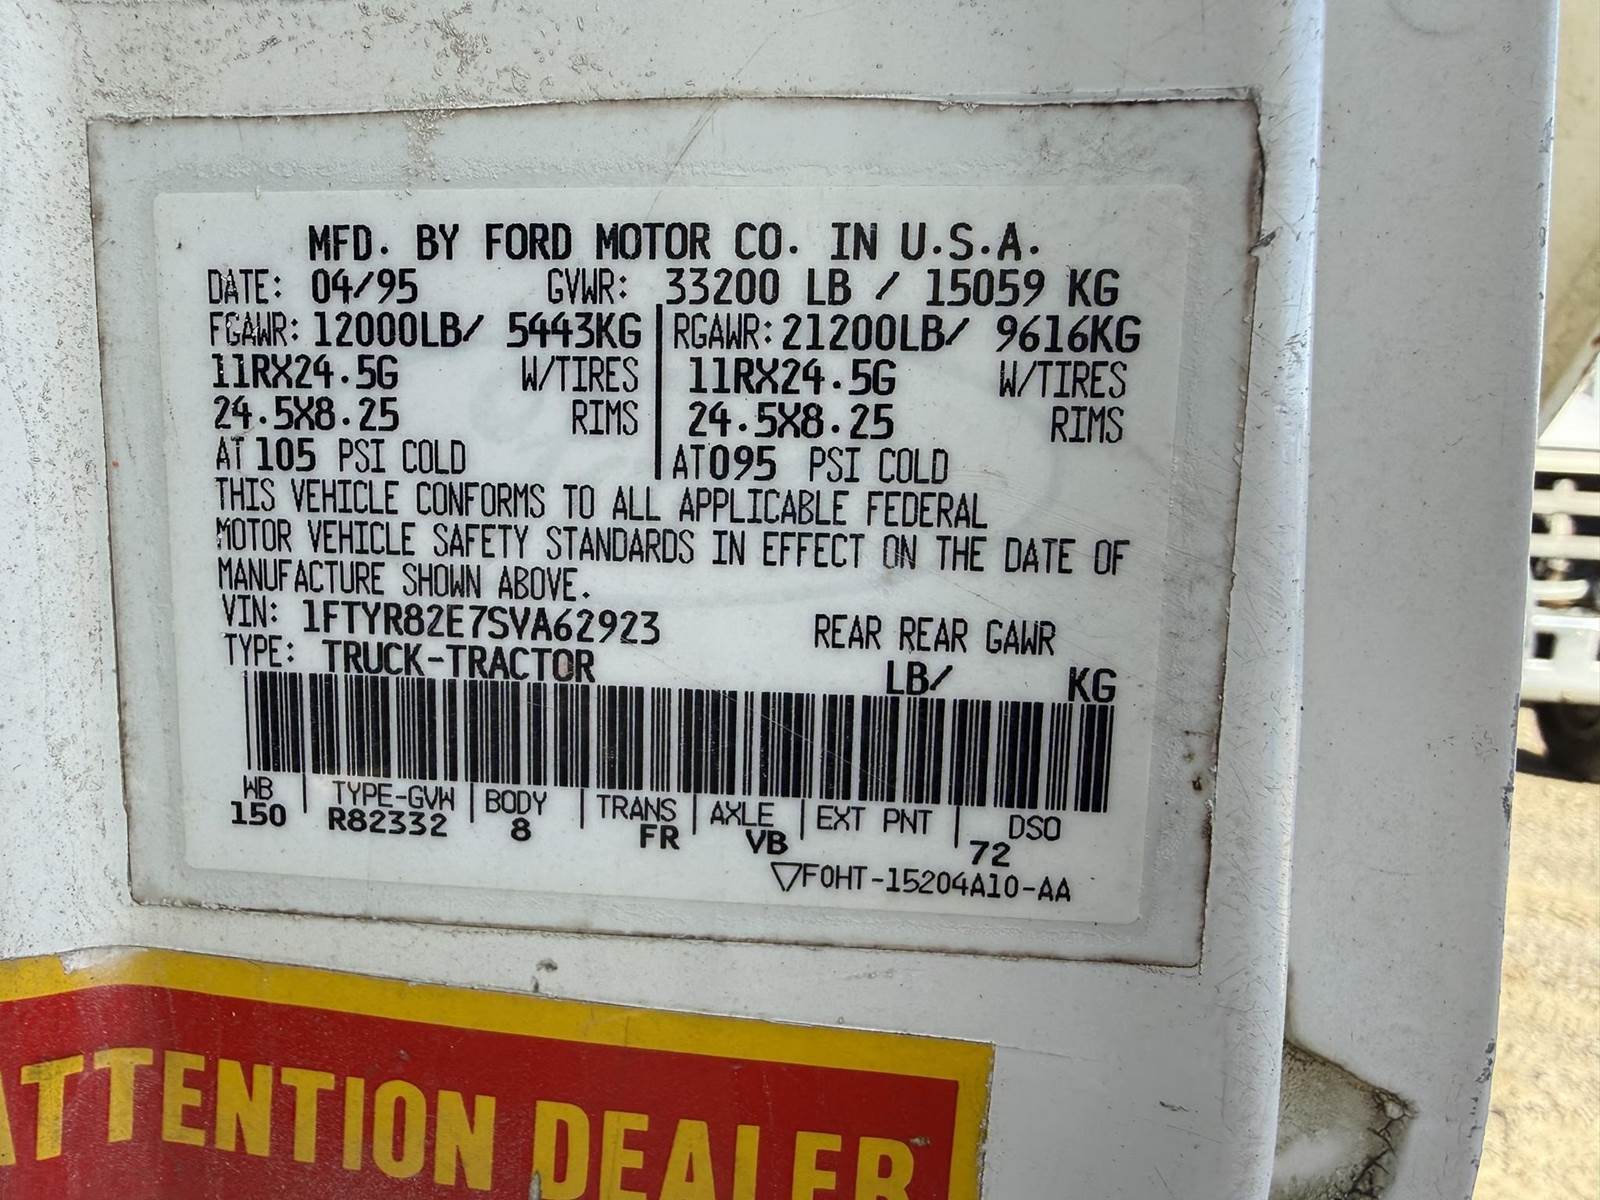 MFD. BY FORD MOTOR CO. IN U.S.A.
DATE: 04/95 GVWR: 33200 LB / 15059 KG
FGAWR: 12000LB/ 5443KG RGAWR: 21200LB/ 9616KG
11RX24.5G W/TIRES 11RX24.5G W/TIRES
24.5X8.25 RIMS 24.5X8.25 RIMS
AT 105 PSI COLD AT 095 PSI COLD
THIS VEHICLE CONFORMS TO ALL APPLICABLE FEDERAL
MOTOR VEHICLE SAFETY STANDARDS IN EFFECT ON THE DATE OF
MANUFACTURE SHOWN ABOVE.
VIN: 1FTYR82E7SVA62923 REAR REAR GAWR
TYPE: TRUCK-TRACTOR LB/ KG
WB TYPE-GVW BODY TRANS AXLE EXT PNT DSO
150 R82332 8 FR VB 72
F0HT-15204A10-AA
ATTENTION DEALER